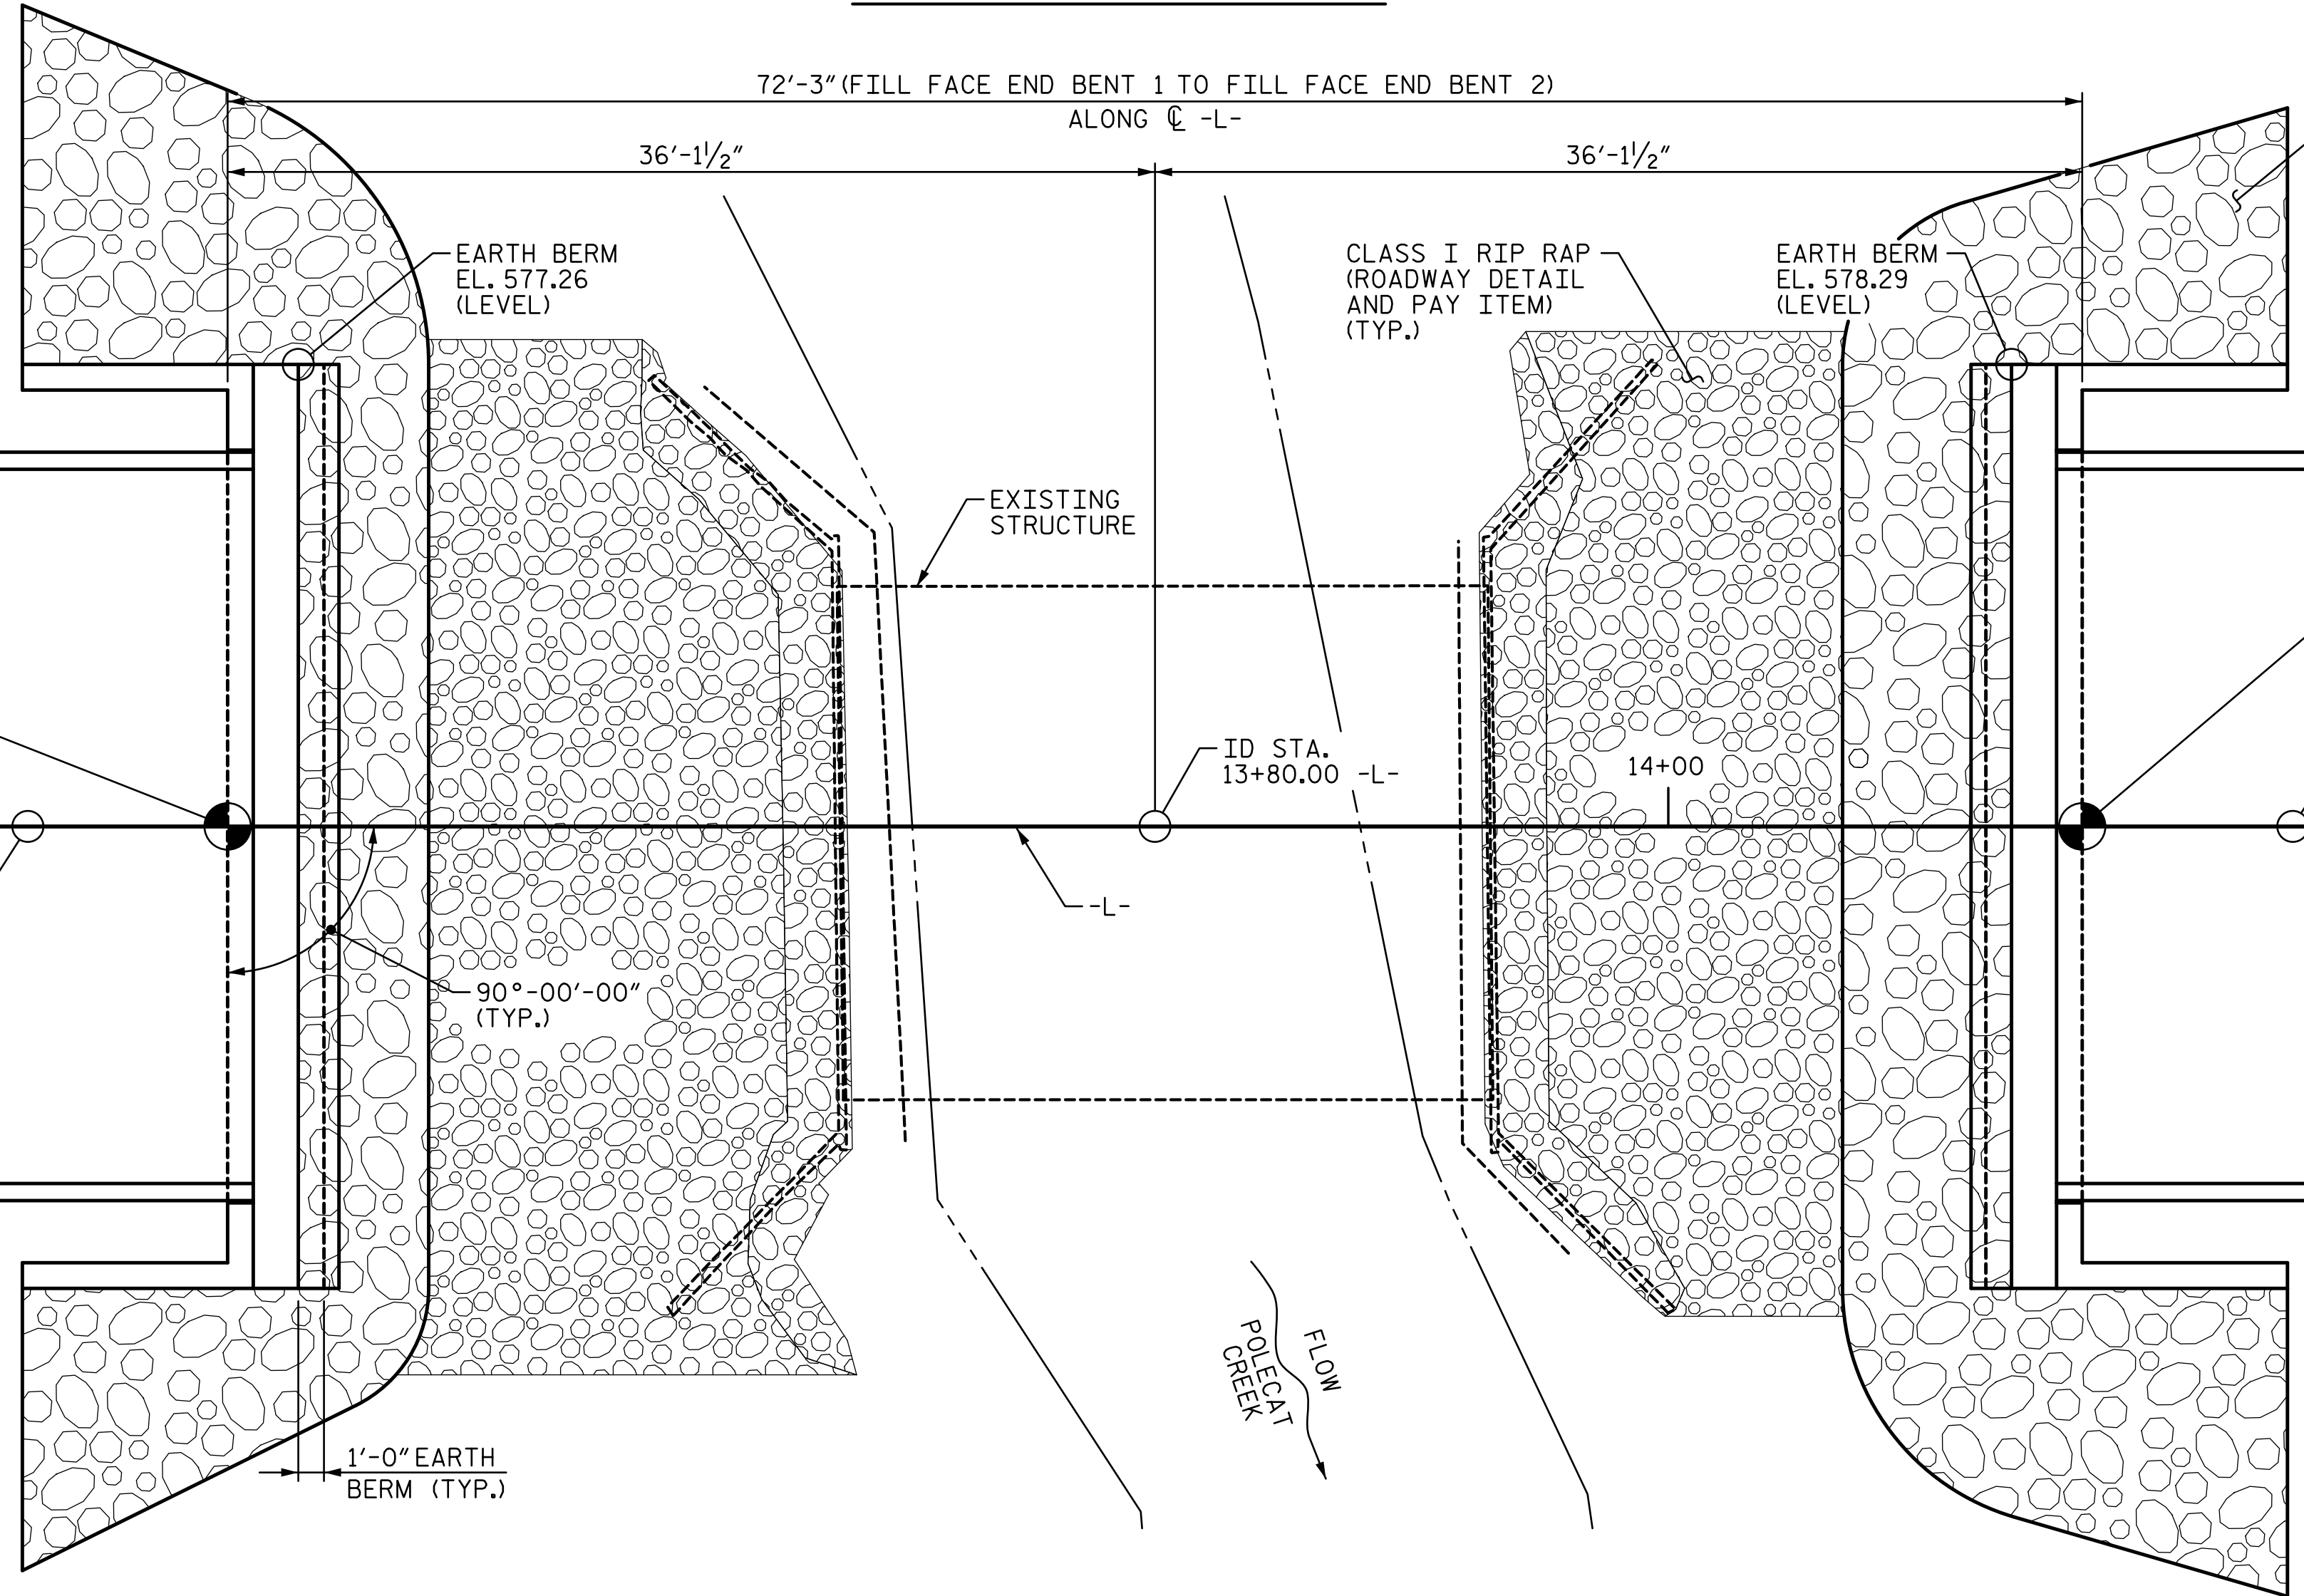 72'-3" (FILL FACE END BENT 1 TO FILL FACE END BENT 2)
ALONG ℄ -L-
36'-1½"
36'-1½"
EARTH BERM
EL. 577.26
(LEVEL)
CLASS I RIP RAP
(ROADWAY DETAIL
AND PAY ITEM)
(TYP.)
EARTH BERM
EL. 578.29
(LEVEL)
EXISTING
STRUCTURE
ID STA.
13+80.00 -L-
14+00
-L-
90°-00'-00"
(TYP.)
FLOW
POLECAT
CREEK
1'-0" EARTH
BERM (TYP.)